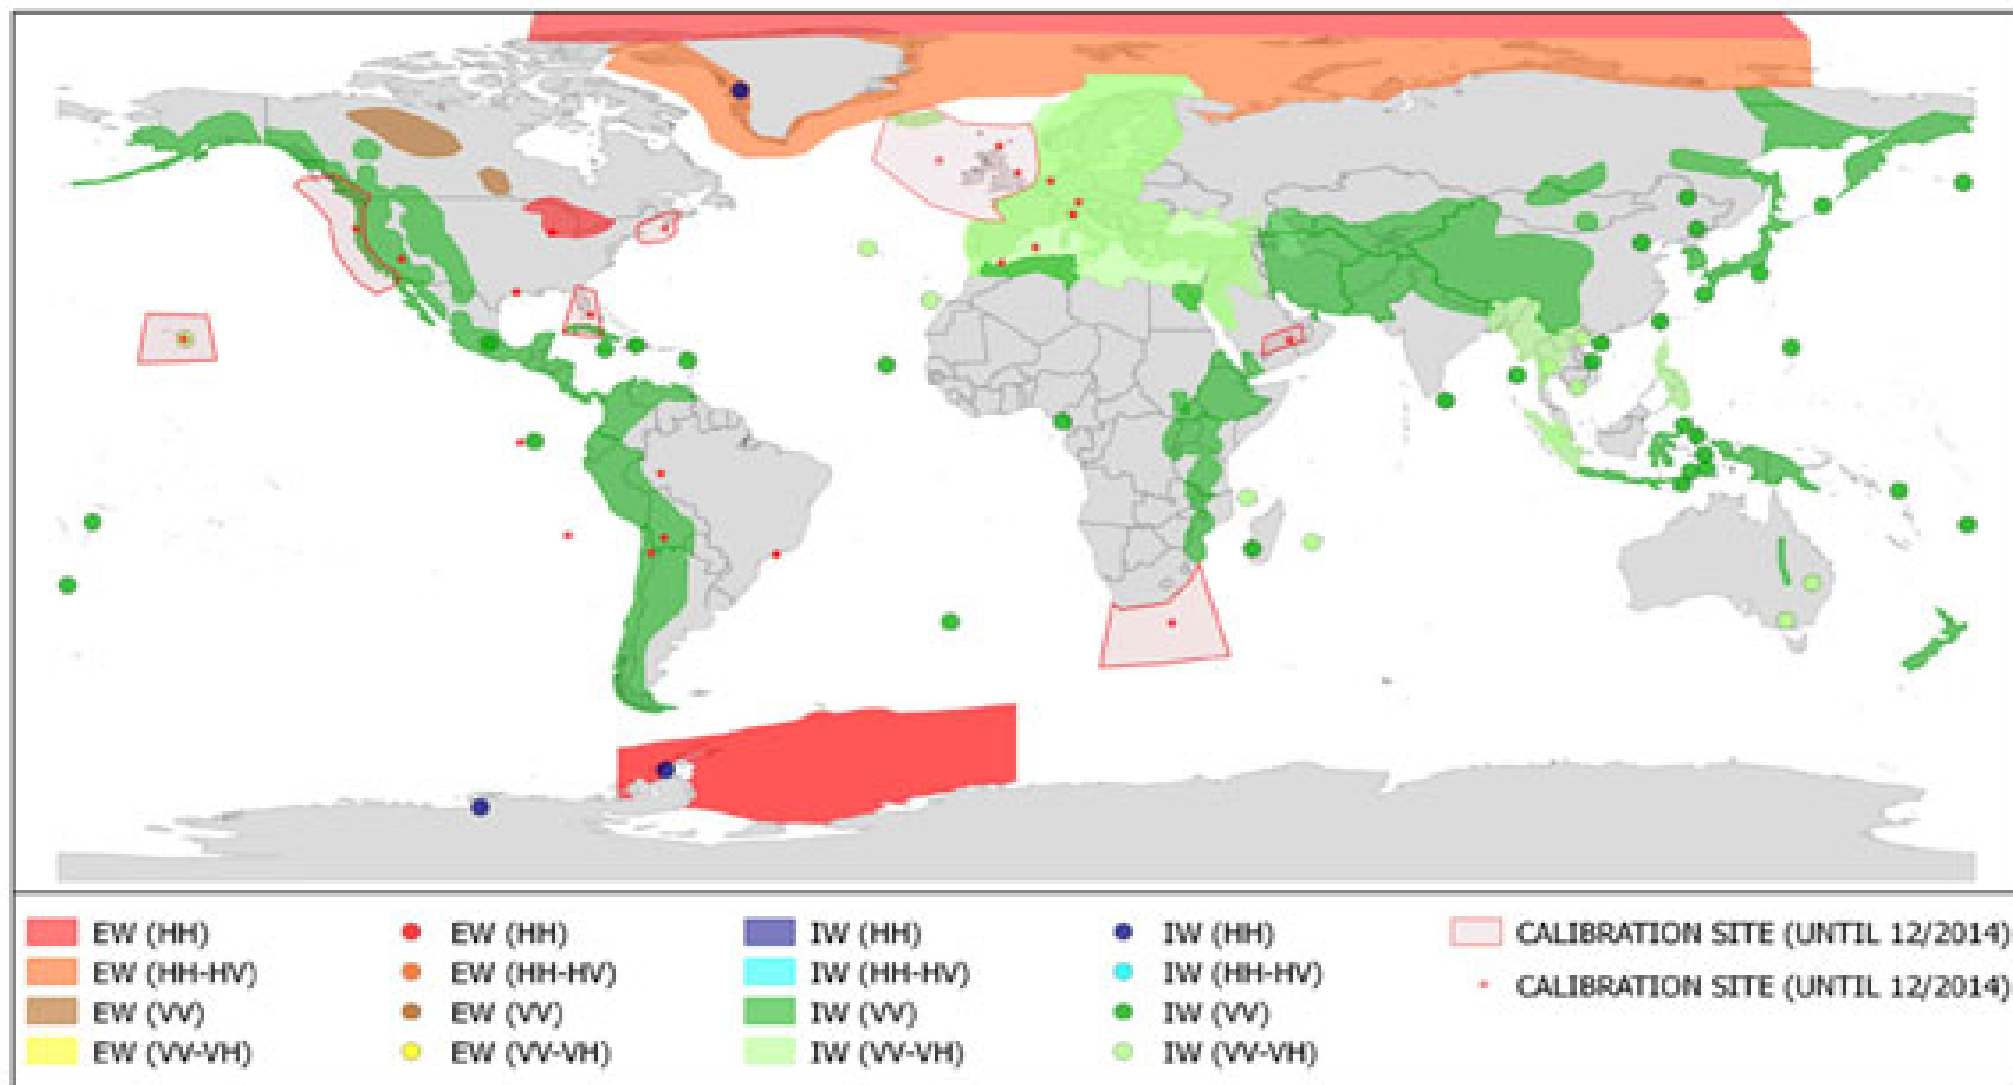 EW (HH)
EW (HH)
IW (HH)
IW (HH)
CALIBRATION SITE (UNTIL 12/2014)
EW (HH-HV)
EW (HH-HV)
IW (HH-HV)
IW (HH-HV)
CALIBRATION SITE (UNTIL 12/2014)
EW (VV)
EW (VV)
IW (VV)
IW (VV)
EW (VV-VH)
EW (VV-VH)
IW (VV-VH)
IW (VV-VH)